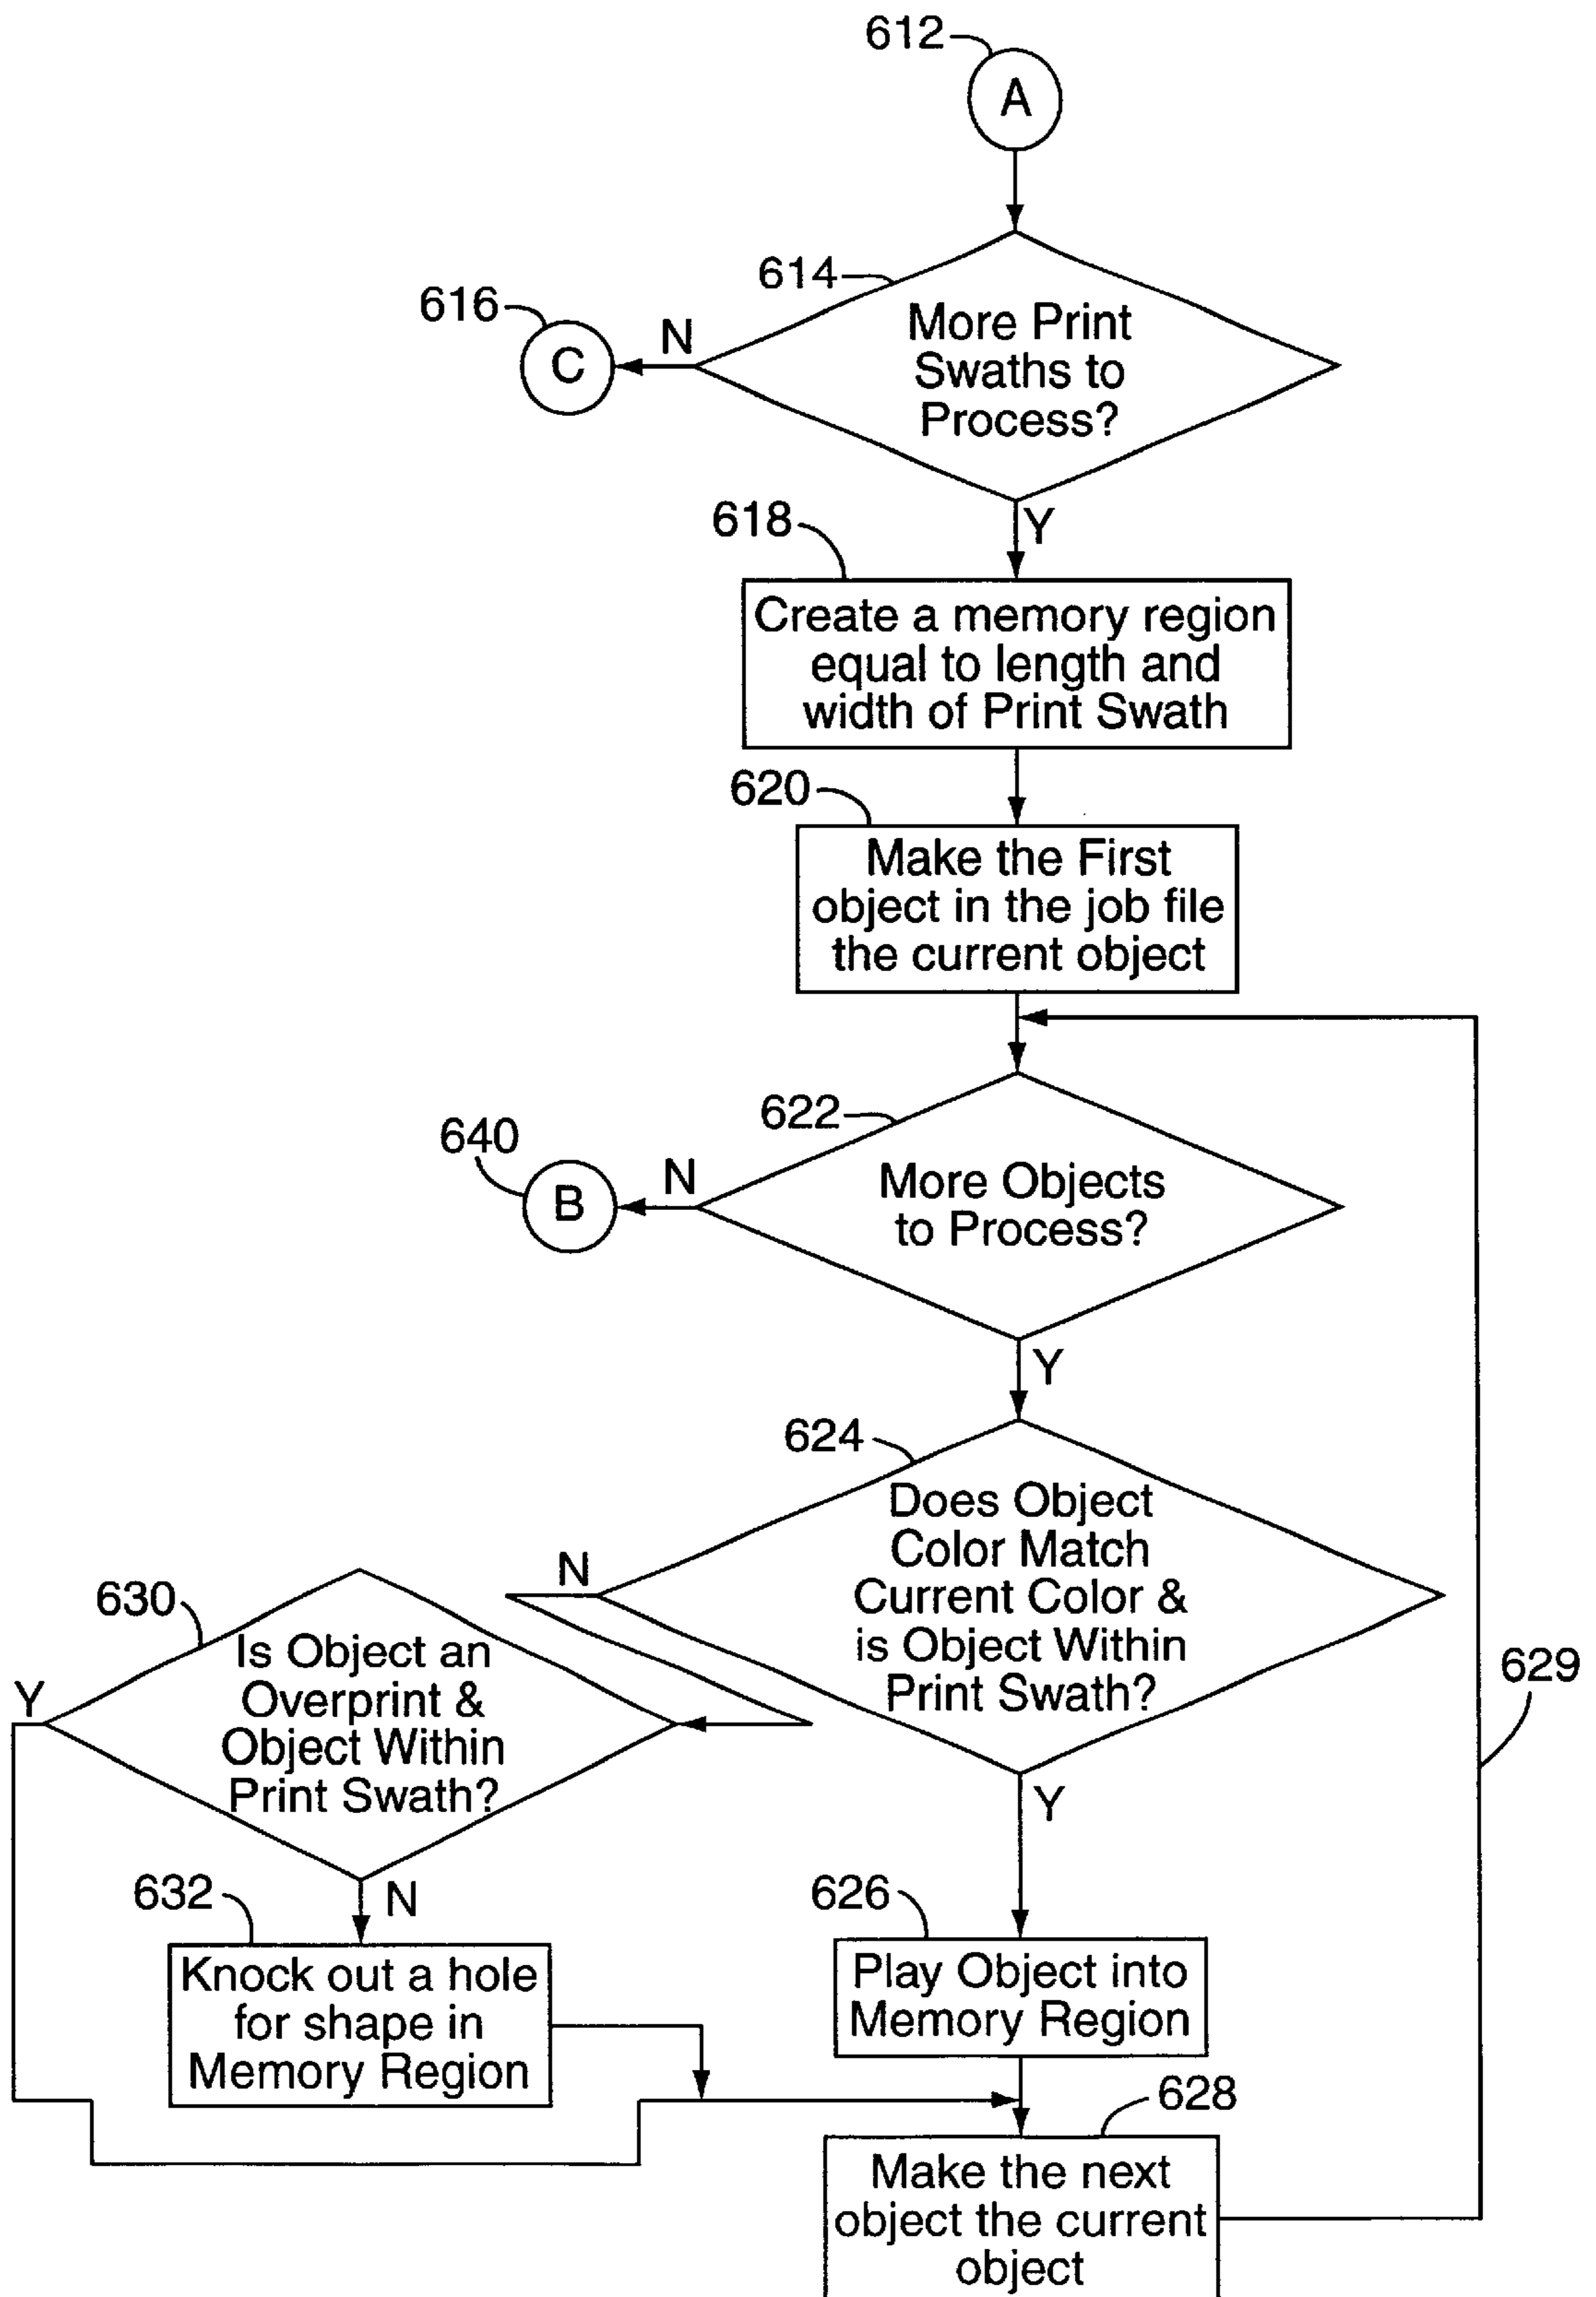 612
A
614
616
More Print
Swaths to
Process?
N
C
Y
618
Create a memory region
equal to length and
width of Print Swath
620
Make the First
object in the job file
the current object
622
640
More Objects
to Process?
N
B
Y
624
Does Object
Color Match
Current Color &
is Object Within
Print Swath?
N
630
Is Object an
Overprint &
Object Within
Print Swath?
Y
629
Y
N
632
Knock out a hole
for shape in
Memory Region
626
Play Object into
Memory Region
628
Make the next
object the current
object